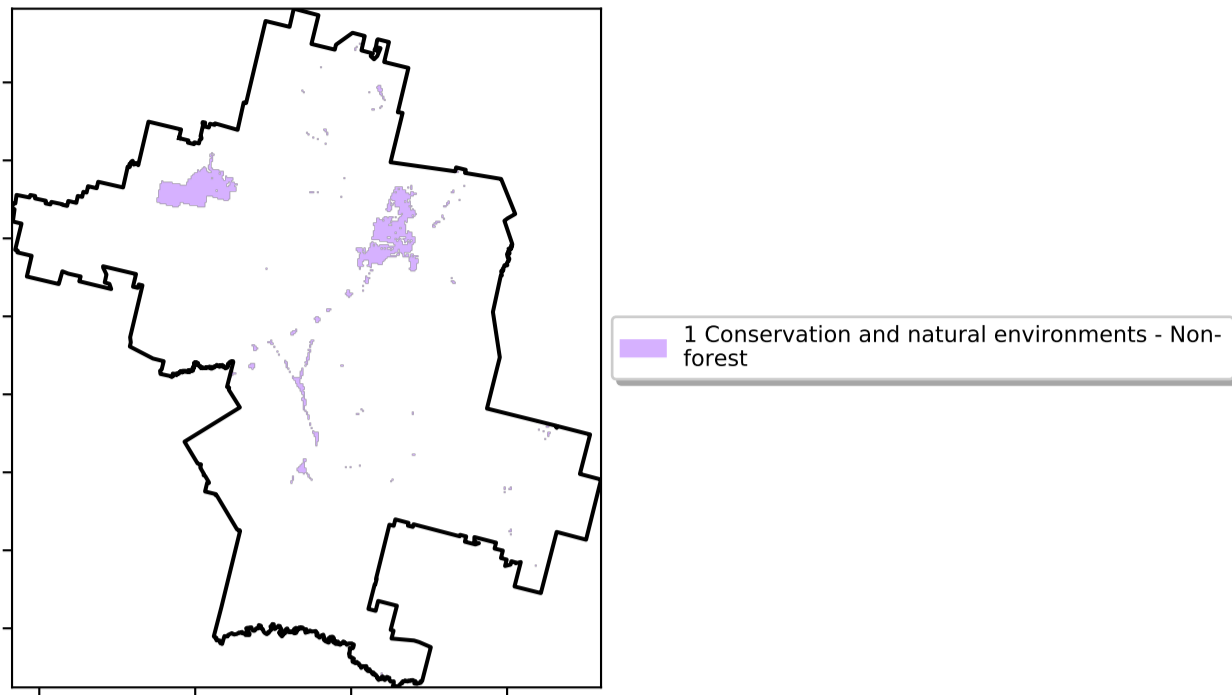 1 Conservation and natural environments - Non-
forest